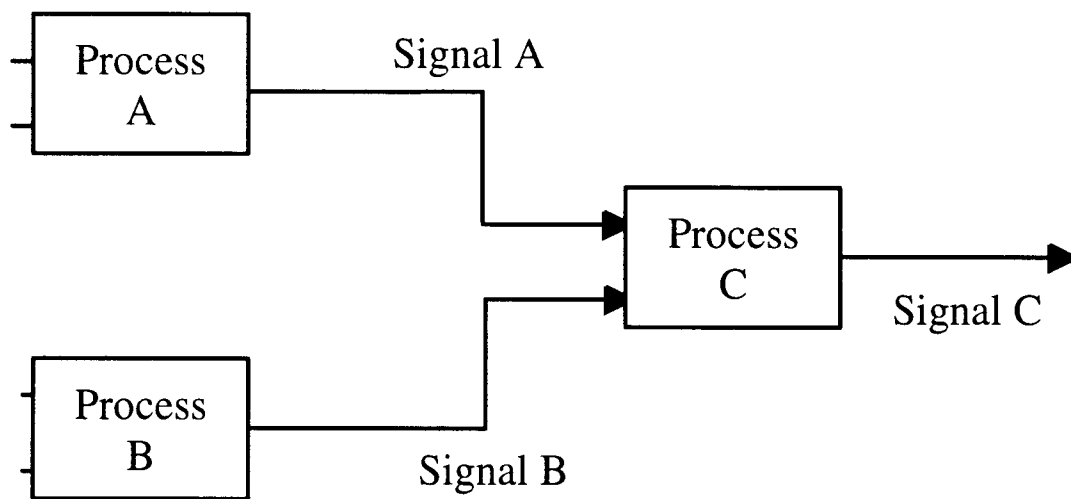 Process
A
Signal A
Process
C
Signal C
Process
B
Signal B